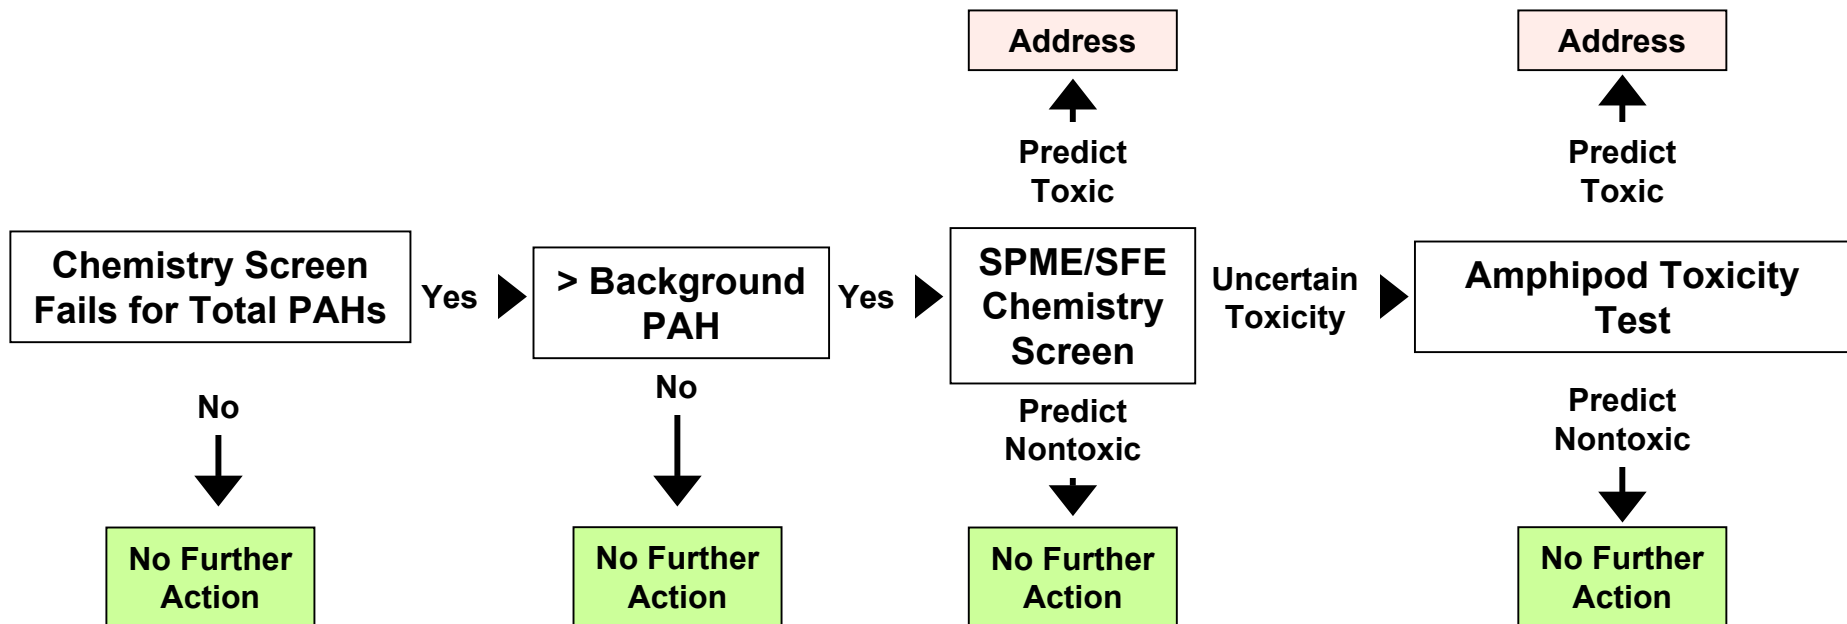 Address
Address
Predict
Toxic
Predict
Toxic
Chemistry Screen
Fails for Total PAHs
Yes
> Background
PAH
Yes
SPME/SFE
Chemistry
Screen
Uncertain
Toxicity
Amphipod Toxicity
Test
No
No
Predict
Nontoxic
Predict
Nontoxic
No Further
Action
No Further
Action
No Further
Action
No Further
Action